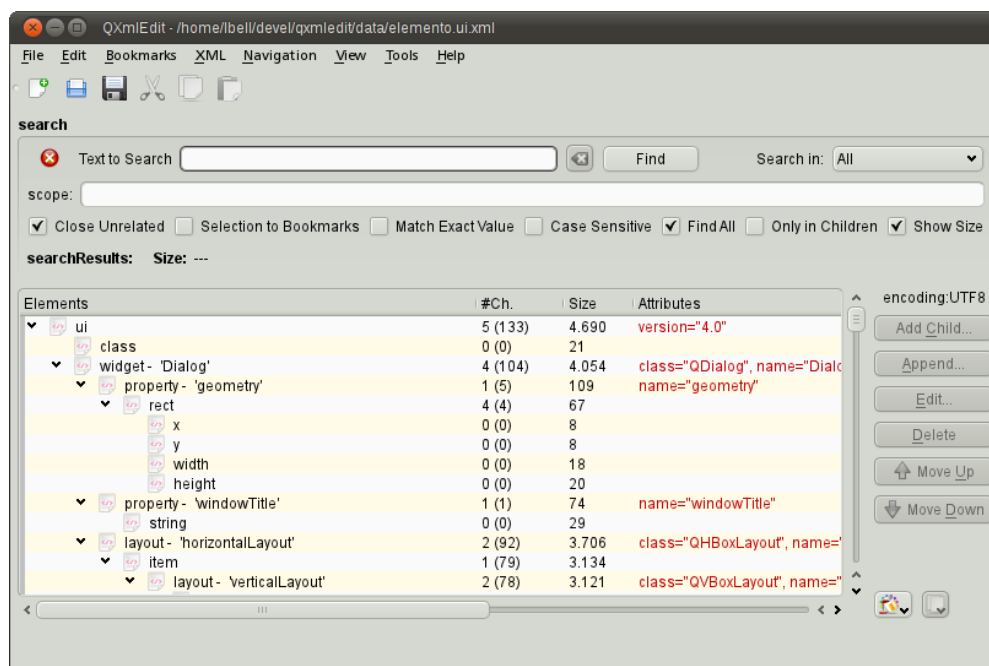 QXmlEdit - /home/lbell/devel/qxmledit/data/elemento.ui.xml
File Edit Bookmarks XML Navigation View Tools Help
search
Text to Search Find Search in: All
scope:
Close Unrelated Selection to Bookmarks Match Exact Value Case Sensitive Find All Only in Children Show Size
searchResults: Size: ---
Elements #Ch. Size Attributes encoding:UTF8
ui 5 (133) 4.690 version="4.0" Add Child...
class 0 (0) 21
widget - 'Dialog' 4 (104) 4.054 class="QDialog", name="Dialo Append...
property - 'geometry' 1 (5) 109 name="geometry"
rect 4 (4) 67 Edit...
x 0 (0) 8
y 0 (0) 8 Delete
width 0 (0) 18
height 0 (0) 20 Move Up
property - 'windowTitle' 1 (1) 74 name="windowTitle" Move Down
string 0 (0) 29
layout - 'horizontalLayout' 2 (92) 3.706 class="QHBoxLayout", name='
item 1 (79) 3.134
layout - 'verticalLayout' 2 (78) 3.121 class="QVBoxLayout", name="